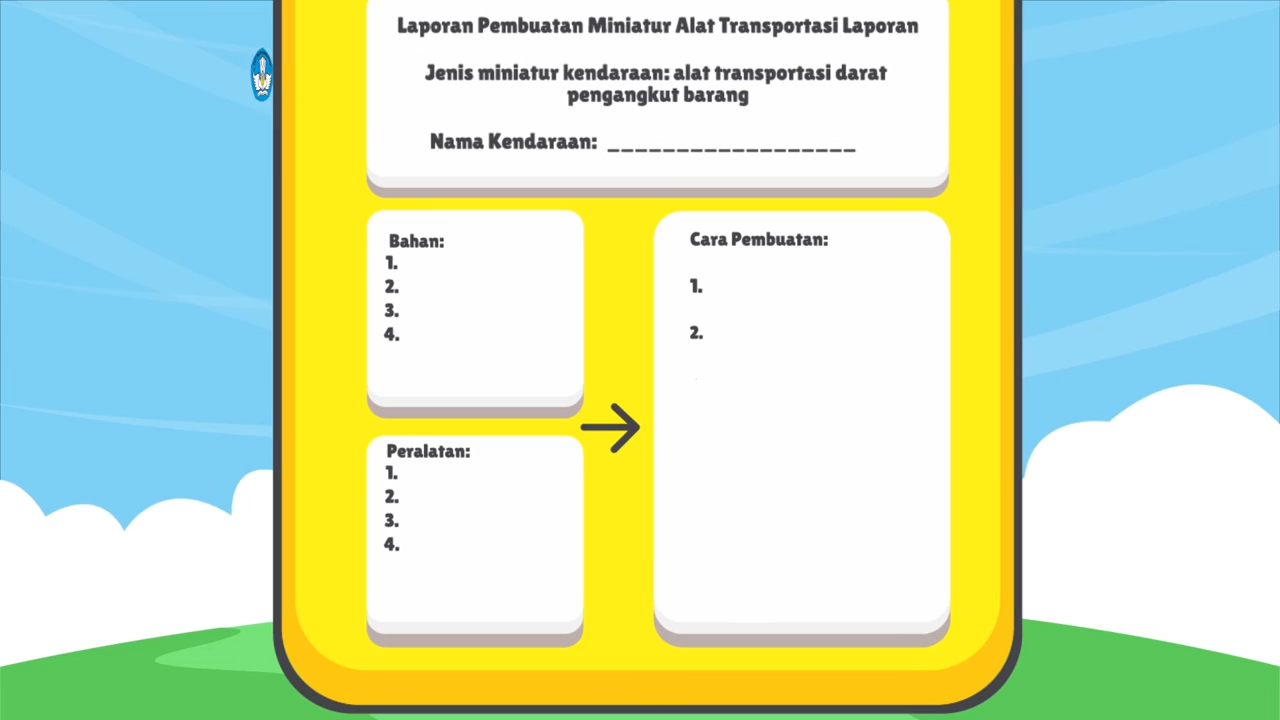 Laporan Pembuatan Miniatur Alat Transportasi Laporan
Jenis miniatur kendaraan: alat transportasi darat
pengangkut barang
Nama Kendaraan: __________________
Bahan:
1.
2.
3.
4.
Peralatan:
1.
2.
3.
4.
Cara Pembuatan:
1.
2.